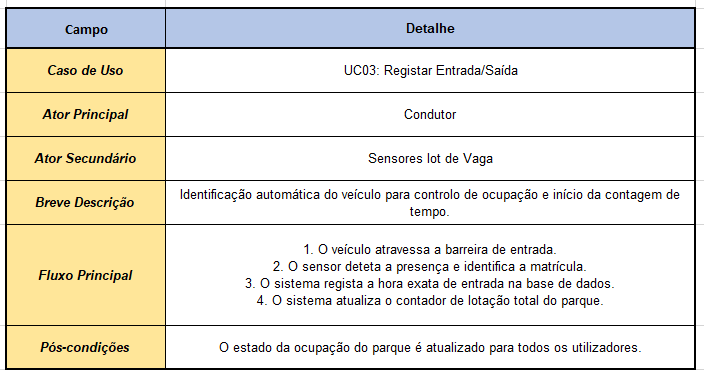 Campo
Detalhe
Caso de Uso
UC03: Registar Entrada/Saída
Ator Principal
Condutor
Ator Secundário
Sensores Iot de Vaga
Breve Descrição
Identificação automática do veículo para controlo de ocupação e início da contagem de
tempo.
Fluxo Principal
1. O veículo atravessa a barreira de entrada.
2. O sensor deteta a presença e identifica a matrícula.
3. O sistema regista a hora exata de entrada na base de dados.
4. O sistema atualiza o contador de lotação total do parque.
Pós-condições
O estado da ocupação do parque é atualizado para todos os utilizadores.